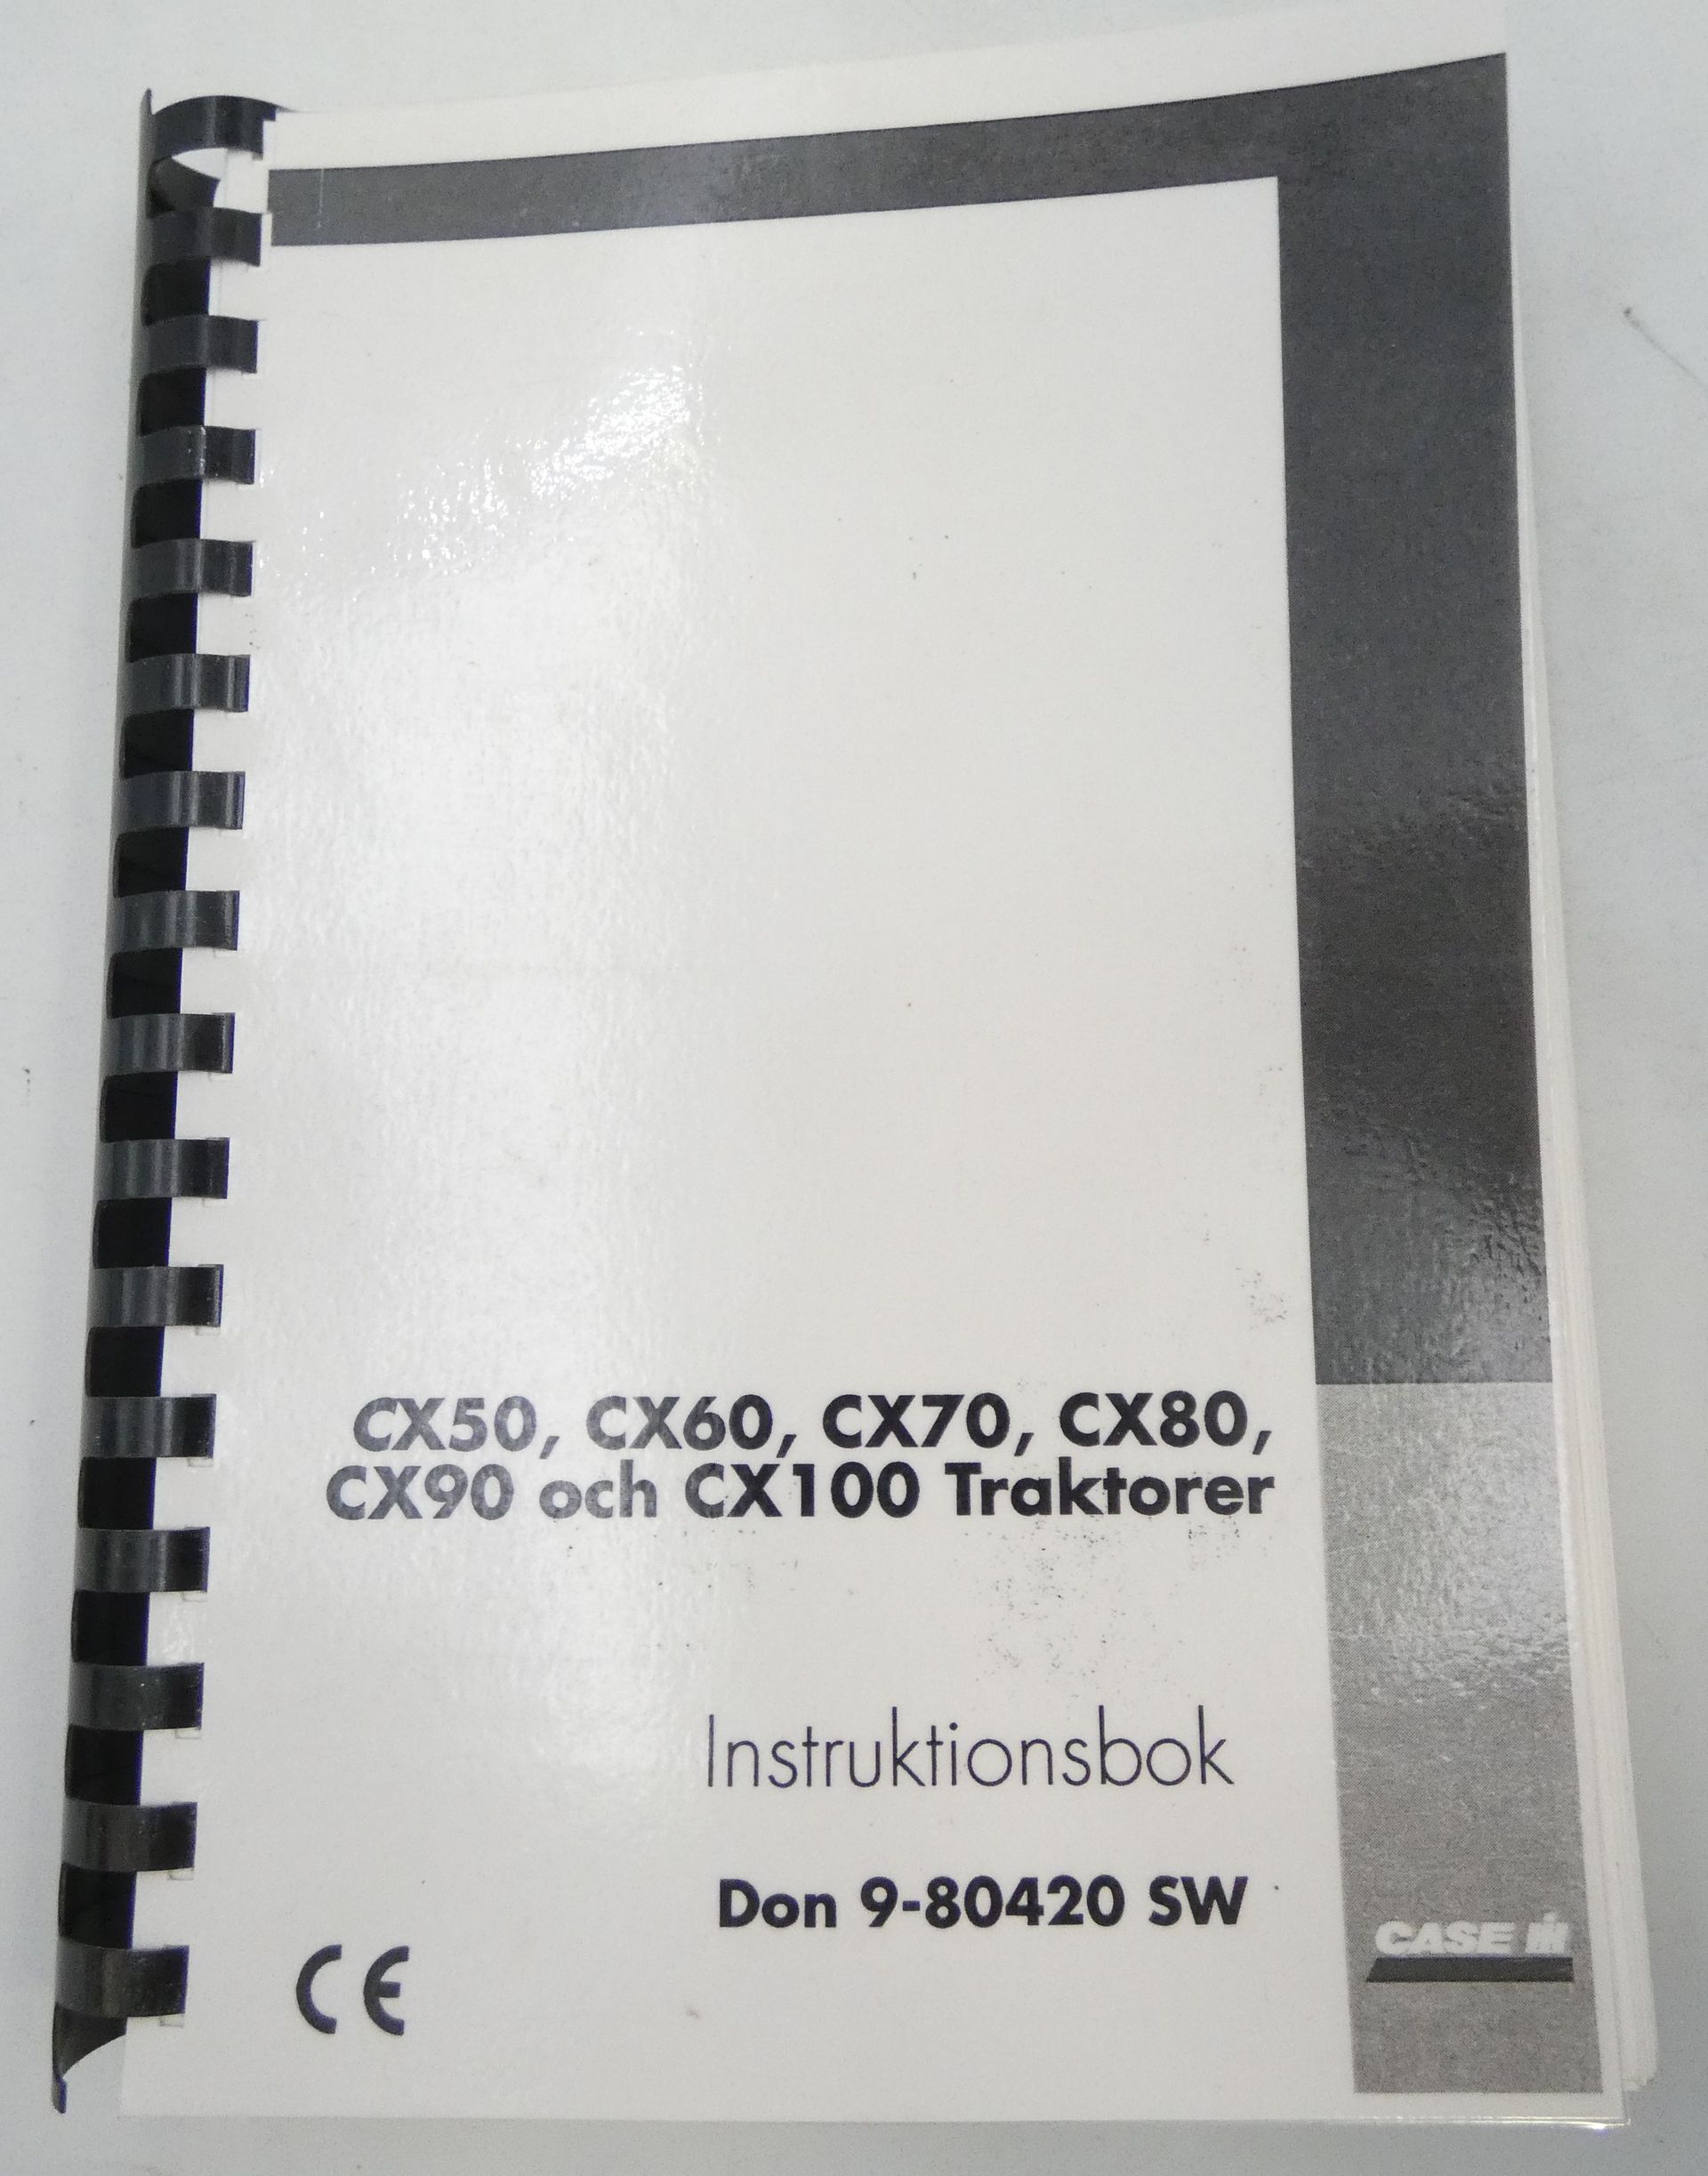 CX50, CX60, CX70, CX80,
CX90 och CX100 Traktorer
Instruktionsbok
Don 9-80420 SW
CE
CASE IH